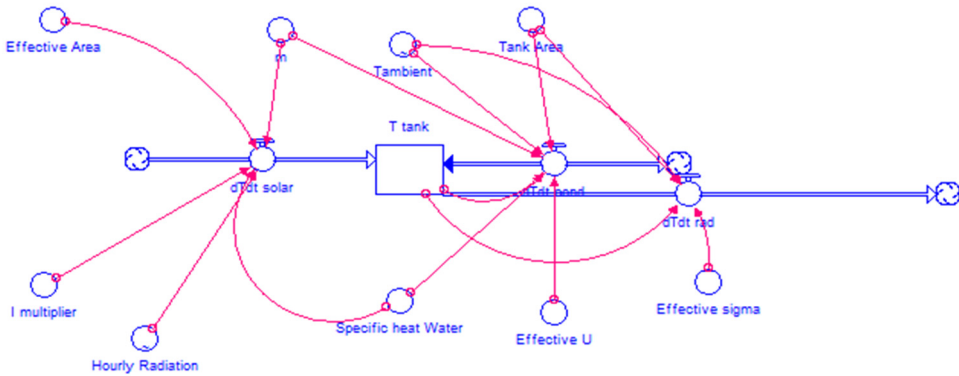 Effective Area
m
Tambient
Tank Area
T tank
dTdt solar
dTdt cond
dTdt rad
I multiplier
Hourly Radiation
Specific heat Water
Effective U
Effective sigma